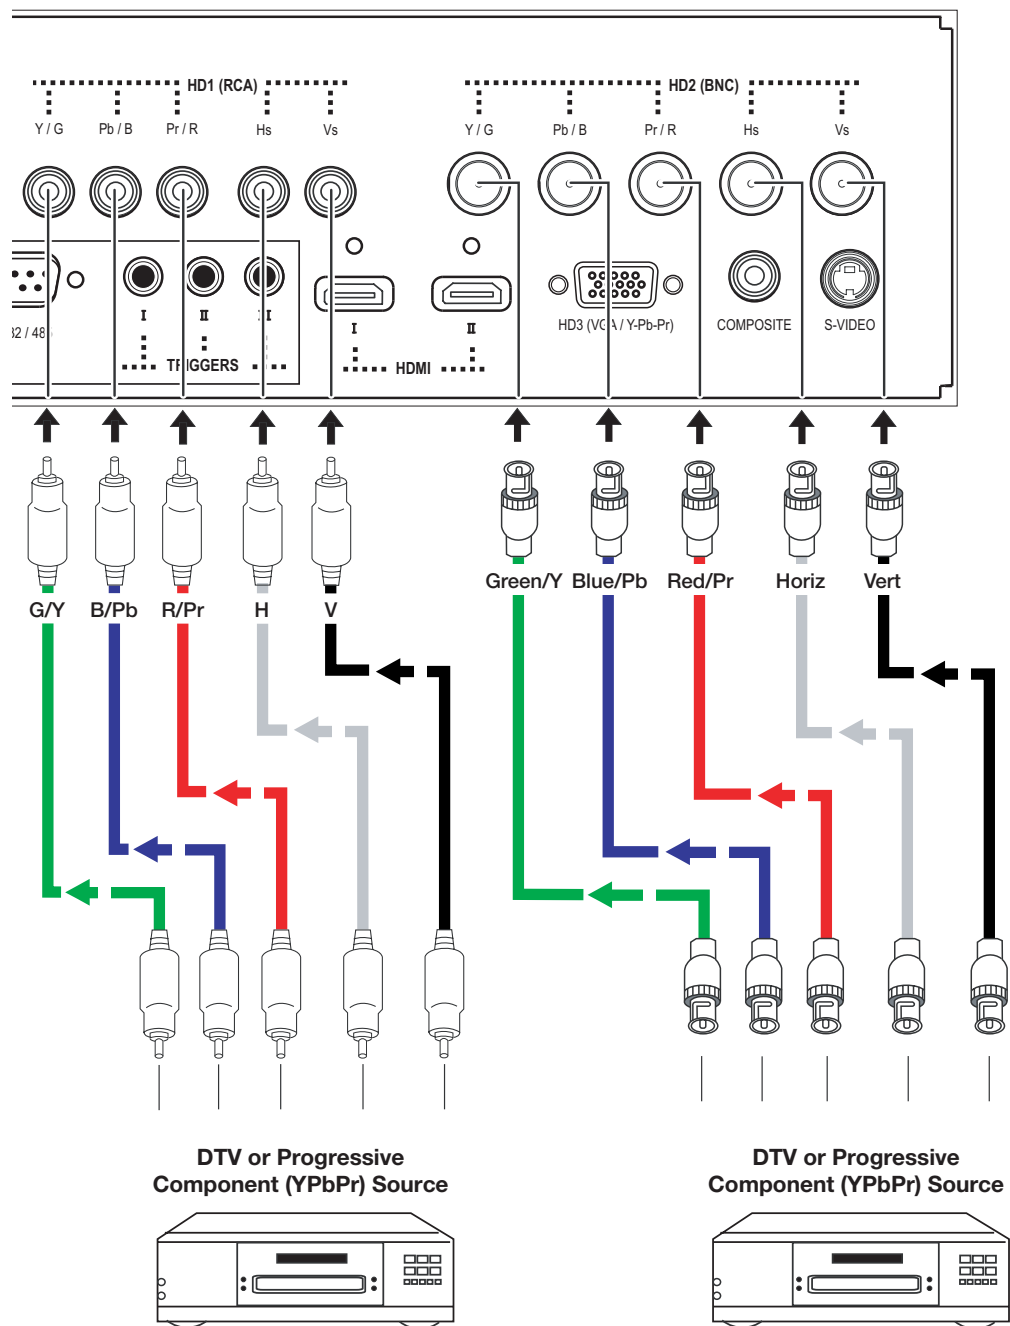 HD1 (RCA)
HD2 (BNC)
Y / G Pb / B Pr / R Hs Vs
Y / G Pb / B Pr / R Hs Vs
I II III
TRIGGERS
I II
HDMI
HD3 (VGA / Y-Pb-Pr)
COMPOSITE
S-VIDEO
G/Y B/Pb R/Pr H V
Green/Y Blue/Pb Red/Pr Horiz Vert
DTV or Progressive
Component (YPbPr) Source
DTV or Progressive
Component (YPbPr) Source